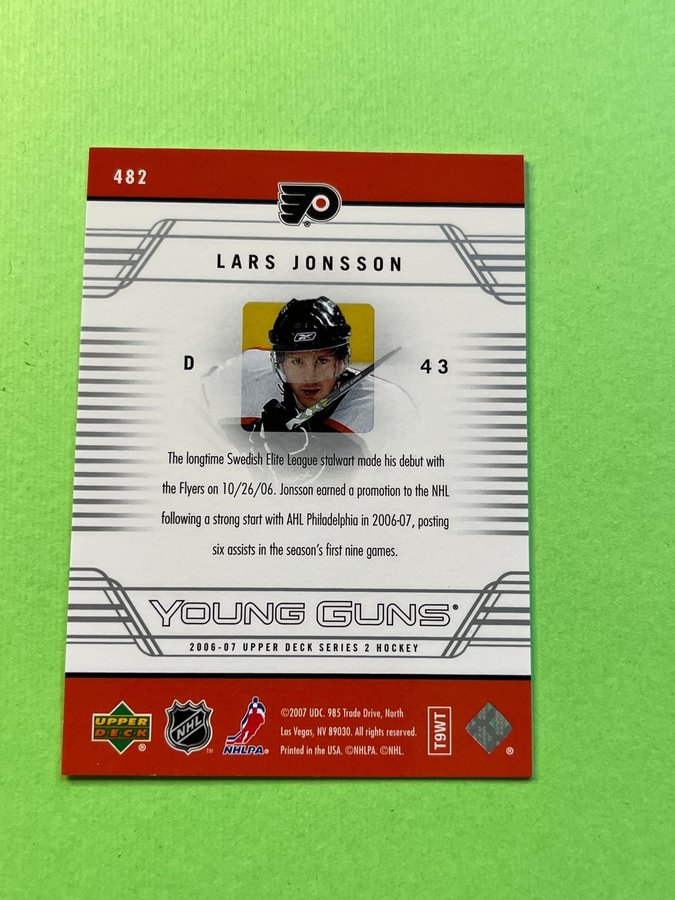 482
LARS JONSSON
D
43
The longtime Swedish Elite League stalwart made his debut with
the Flyers on 10/26/06. Jonsson earned a promotion to the NHL
following a strong start with AHL Philadelphia in 2006-07, posting
six assists in the season's first nine games.
YOUNG GUNS®
2006-07 UPPER DECK SERIES 2 HOCKEY
UPPER
DECK
®
NHL
TM
NHLPA®
©2007 UDC. 985 Trade Drive, North
Las Vegas, NV 89030. All rights reserved.
Printed in the USA. ©NHLPA. ©NHL.
T9WT
®